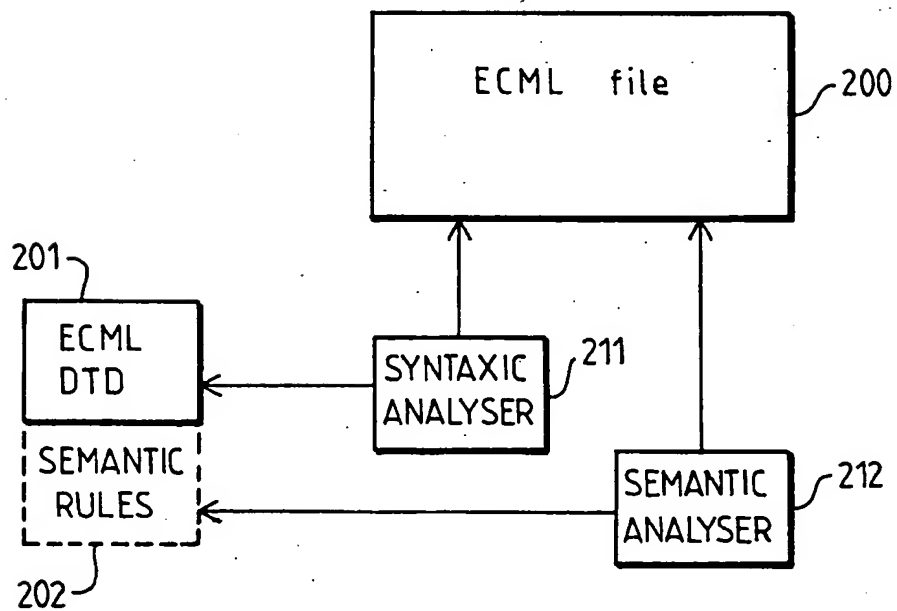 ECML file
200
201
ECML
DTD
SYNTAXIC
ANALYSER
211
SEMANTIC
RULES
SEMANTIC
ANALYSER
212
202